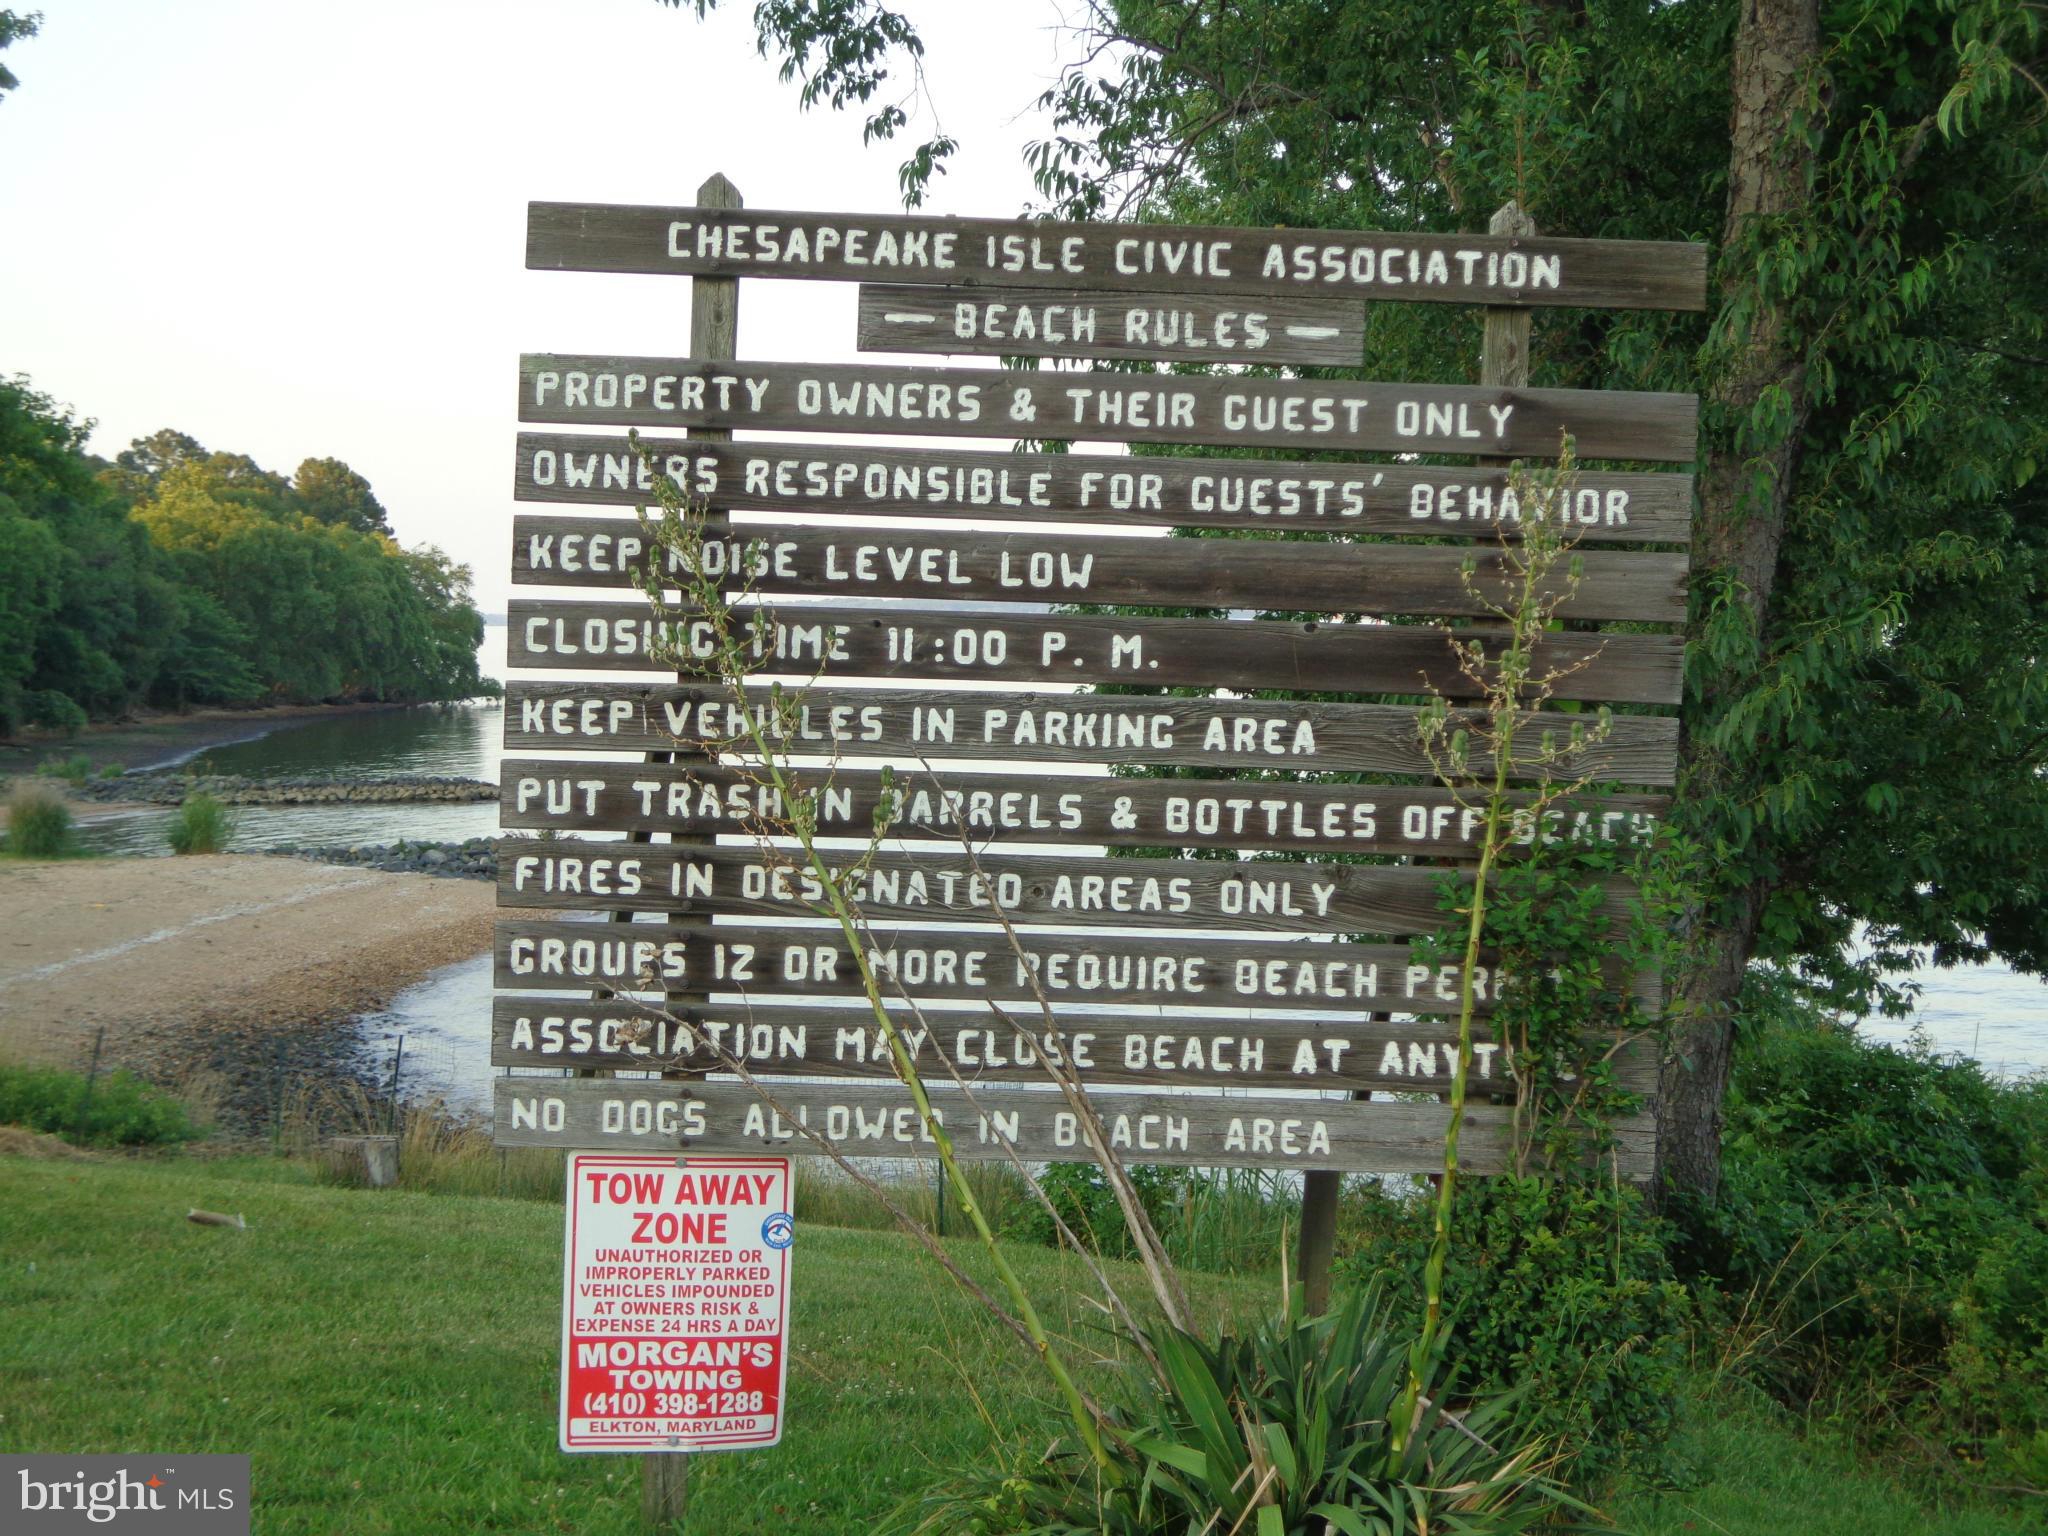 CHESAPEAKE ISLE CIVIC ASSOCIATION
— BEACH RULES —
PROPERTY OWNERS & THEIR GUEST ONLY
OWNERS RESPONSIBLE FOR GUESTS' BEHAVIOR
KEEP NOISE LEVEL LOW
CLOSING TIME 11:00 P. M.
KEEP VEHICLES IN PARKING AREA
PUT TRASH IN BARRELS & BOTTLES OFF BEACH
FIRES IN DESIGNATED AREAS ONLY
GROUPS 12 OR MORE REQUIRE BEACH PERMIT
ASSOCIATION MAY CLOSE BEACH AT ANYTIME
NO DOGS ALLOWED IN BEACH AREA
TOW AWAY
ZONE
UNAUTHORIZED OR
IMPROPERLY PARKED
VEHICLES IMPOUNDED
AT OWNERS RISK &
EXPENSE 24 HRS A DAY
MORGAN'S
TOWING
(410) 398-1288
ELKTON, MARYLAND
bright™ MLS